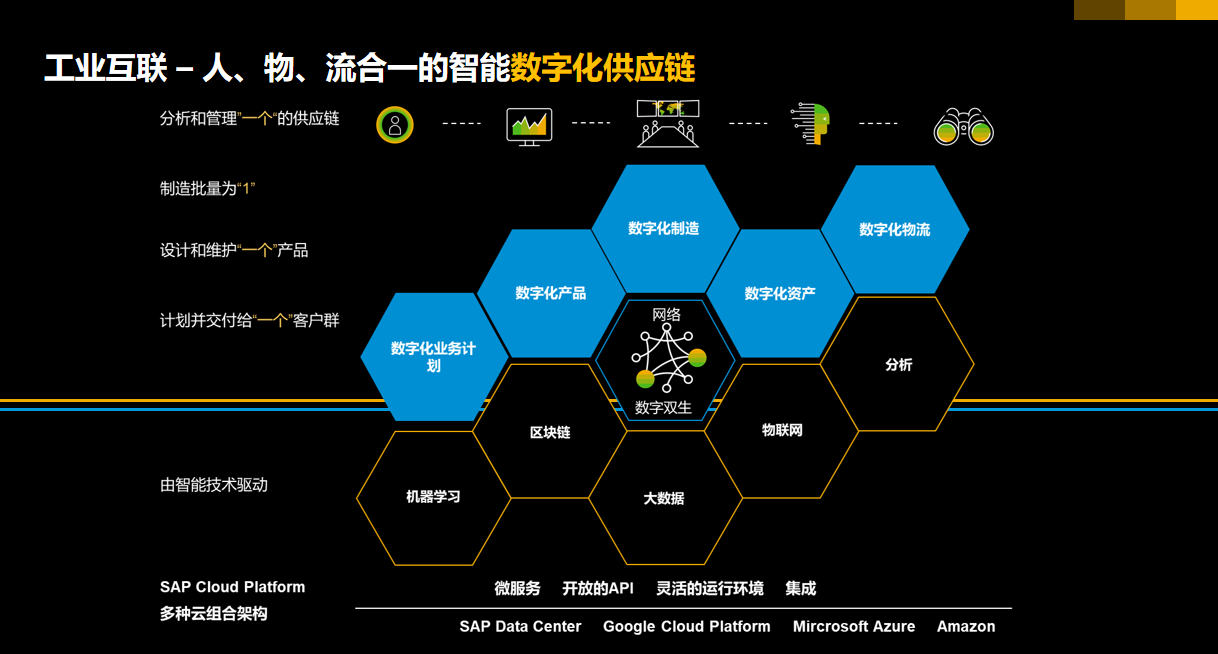 工业互联 – 人、物、流合一的智能数字化供应链
分析和管理”一个“的供应链
制造批量为“1”
设计和维护“一个”产品
计划并交付给“一个”客户群
数字化制造
数字化物流
数字化产品
数字化资产
网络
数字化业务计
划
分析
数字双生
区块链
物联网
由智能技术驱动
机器学习
大数据
SAP Cloud Platform
多种云组合架构
微服务 开放的API 灵活的运行环境 集成
SAP Data Center Google Cloud Platform Mircrosoft Azure Amazon